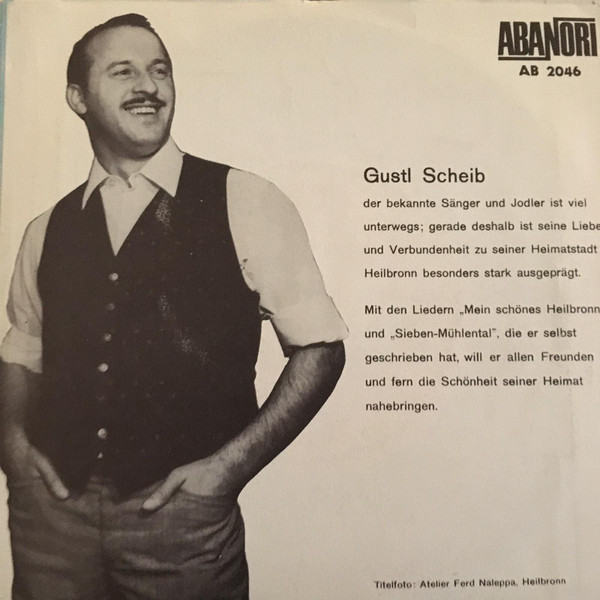 ABANORI
AB 2046
Gustl Scheib
der bekannte Sänger und Jodler ist viel
unterwegs; gerade deshalb ist seine Liebe
und Verbundenheit zu seiner Heimatstadt
Heilbronn besonders stark ausgeprägt.
Mit den Liedern „Mein schönes Heilbronn
und „Sieben-Mühlental", die er selbst
geschrieben hat, will er allen Freunden
und fern die Schönheit seiner Heimat
nahebringen.
Titelfoto: Atelier Ferd Naleppa, Heilbronn